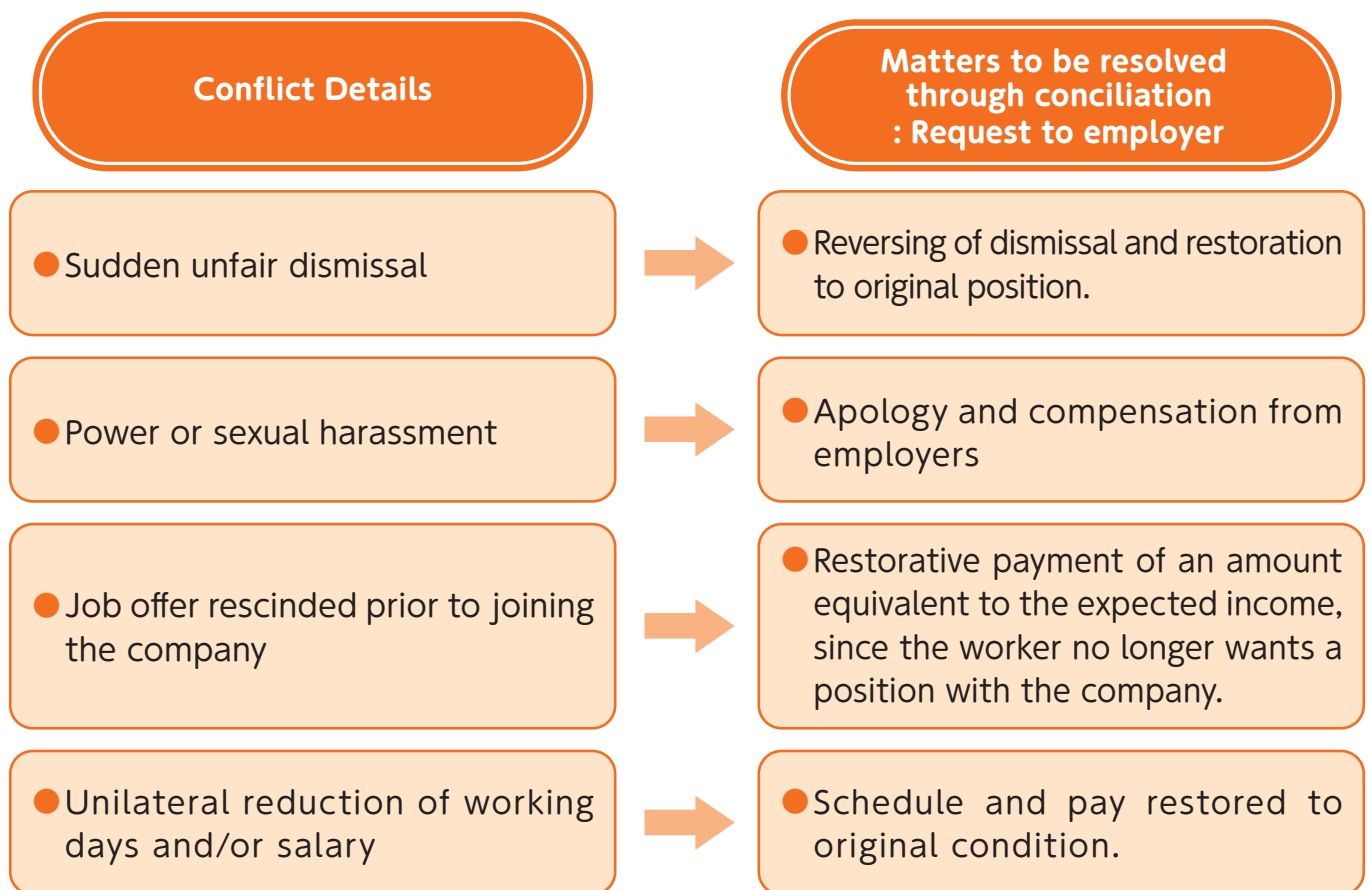 Conflict Details
Matters to be resolved
through conciliation
: Request to employer
●Sudden unfair dismissal
●Reversing of dismissal and restoration
to original position.
●Power or sexual harassment
●Apology and compensation from
employers
●Job offer rescinded prior to joining
the company
●Restorative payment of an amount
equivalent to the expected income,
since the worker no longer wants a
position with the company.
●Unilateral reduction of working
days and/or salary
●Schedule and pay restored to
original condition.